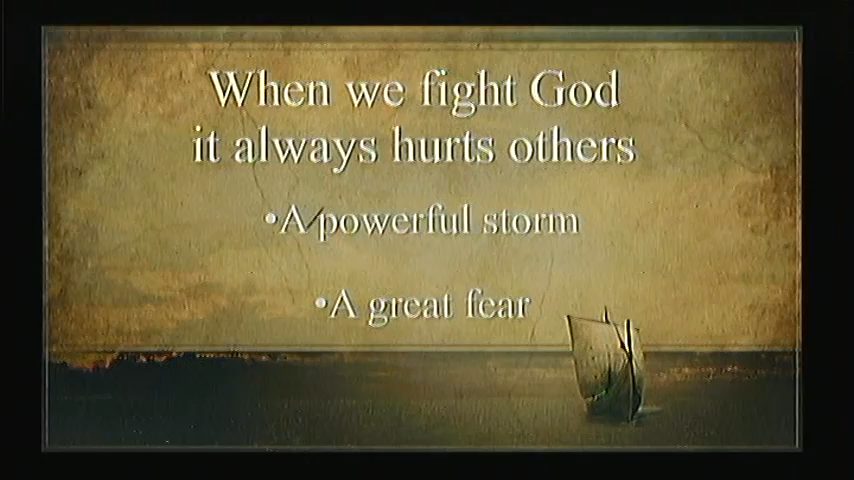 When we fight God
it always hurts others
•A powerful storm
•A great fear